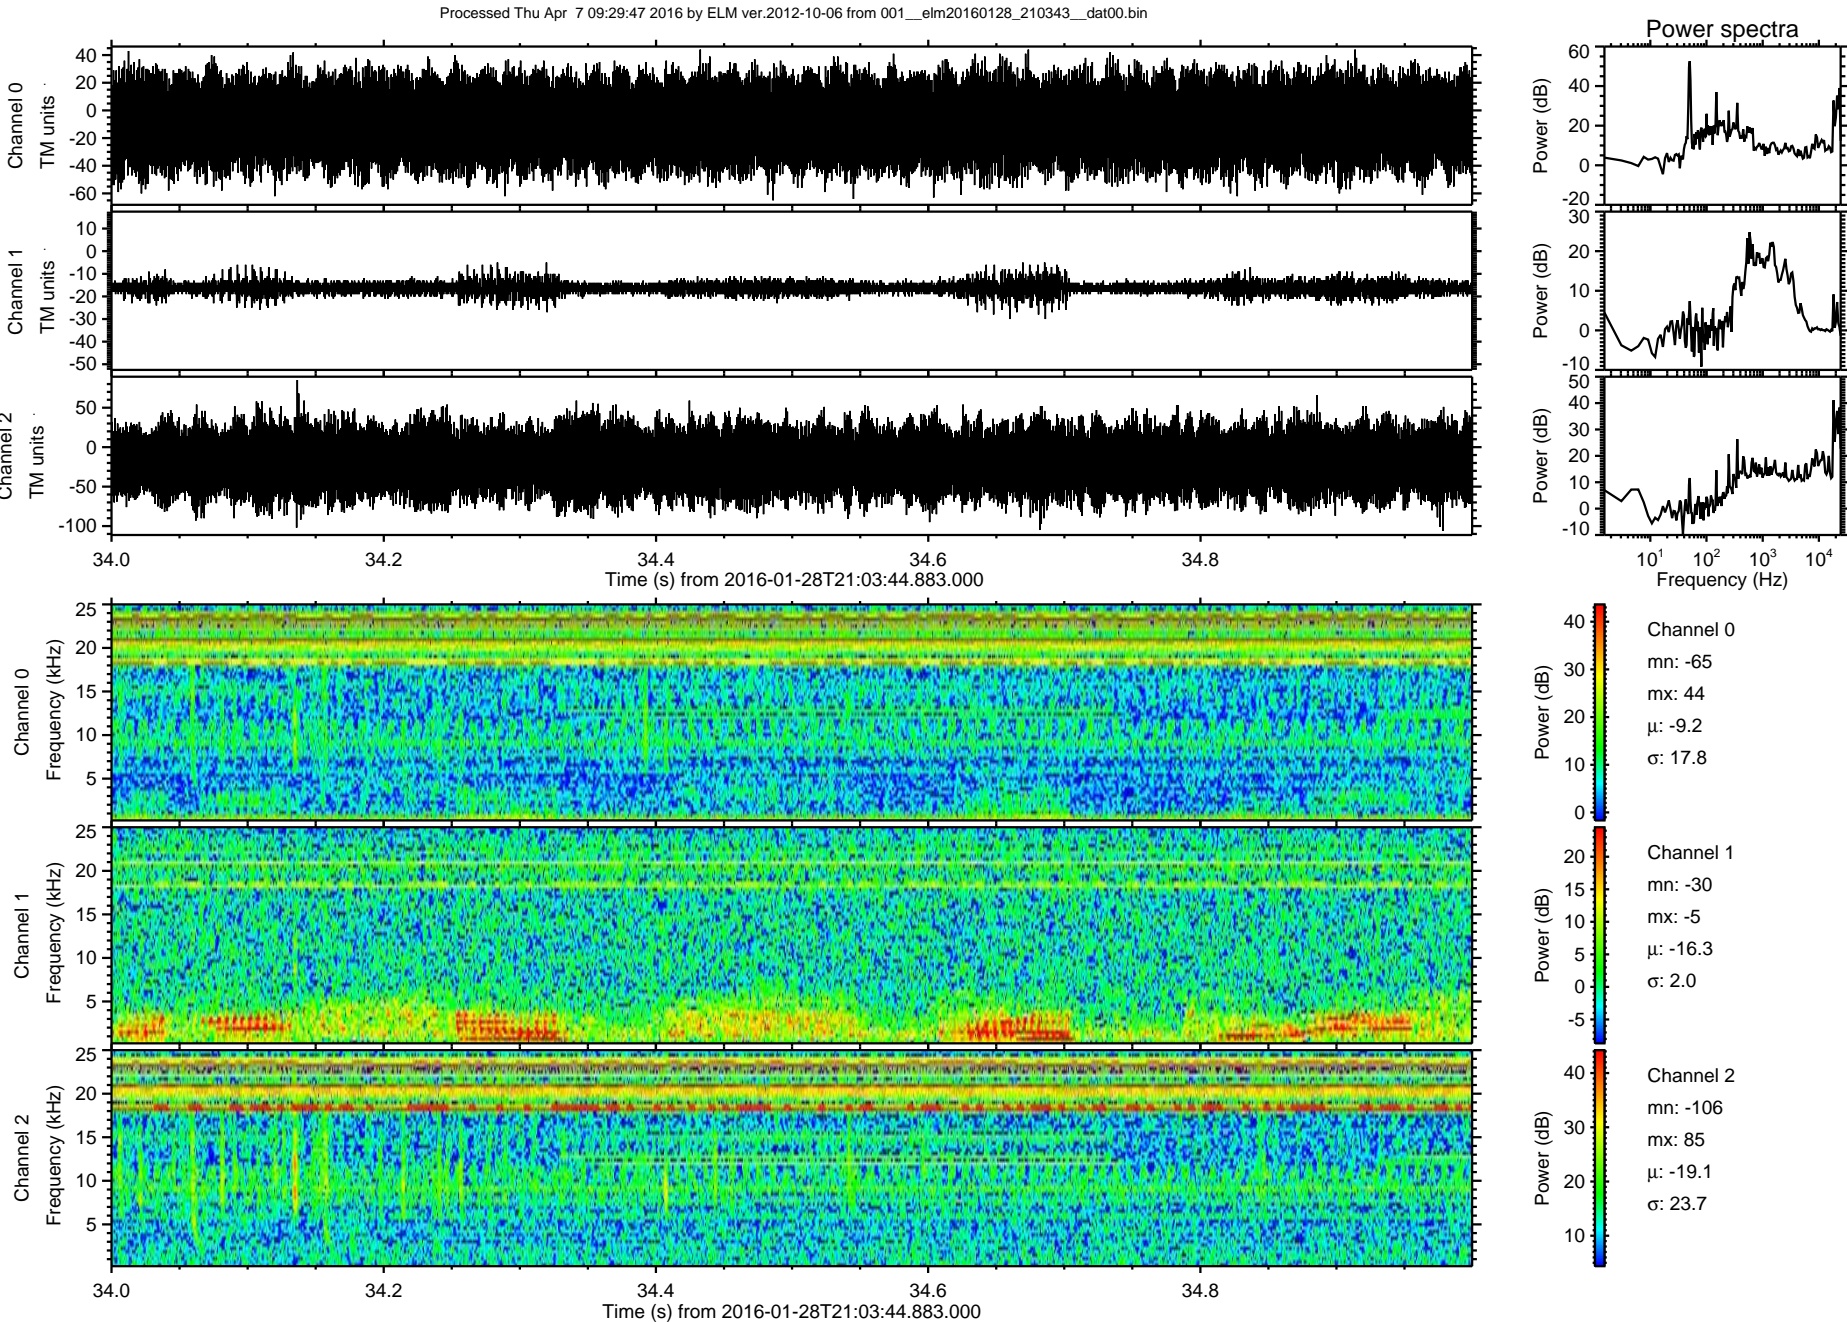 Processed Thu Apr  7 09:29:47 2016 by ELM ver.2012-10-06 from 001__elm20160128_210343__dat00.bin
Power spectra
Channel 0
TM units
40
20
0
-20
-40
-60
Power (dB)
60
40
20
0
-20
Channel 1
TM units
10
0
-10
-20
-30
-40
-50
Power (dB)
30
20
10
0
-10
Channel 2
TM units
50
0
-50
-100
Power (dB)
50
40
30
20
10
0
-10
34.0 34.2 34.4 34.6 34.8
Time (s) from 2016-01-28T21:03:44.883.000
10^1 10^2 10^3 10^4
Frequency (Hz)
Channel 0
Frequency (kHz)
25
20
15
10
5
Power (dB)
40
30
20
10
0
Channel 0
mn: -65
mx: 44
μ: -9.2
σ: 17.8
Channel 1
Frequency (kHz)
25
20
15
10
5
Power (dB)
20
15
10
5
0
-5
Channel 1
mn: -30
mx: -5
μ: -16.3
σ: 2.0
Channel 2
Frequency (kHz)
25
20
15
10
5
Power (dB)
40
30
20
10
Channel 2
mn: -106
mx: 85
μ: -19.1
σ: 23.7
34.0 34.2 34.4 34.6 34.8
Time (s) from 2016-01-28T21:03:44.883.000